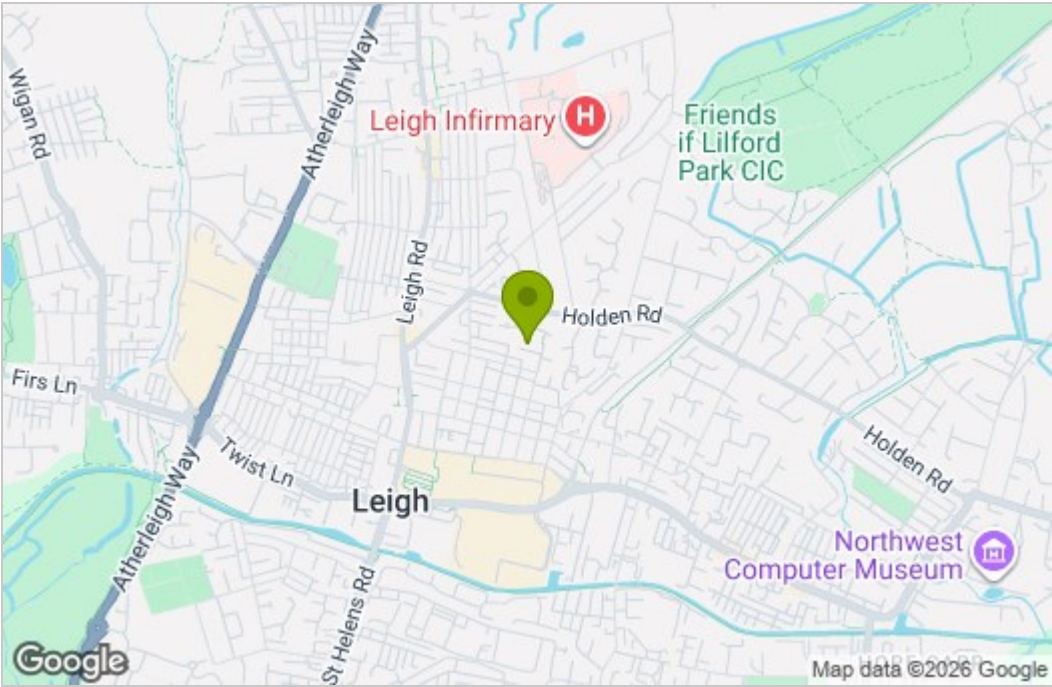 Wigan Rd
Atherleigh Way
Leigh Infirmary
H
Friends
if Lilford
Park CIC
Leigh Rd
Holden Rd
Firs Ln
Twist Ln
Holden Rd
Leigh
Atherleigh Way
St Helens Rd
Northwest
Computer Museum
Google
Map data ©2026 Google